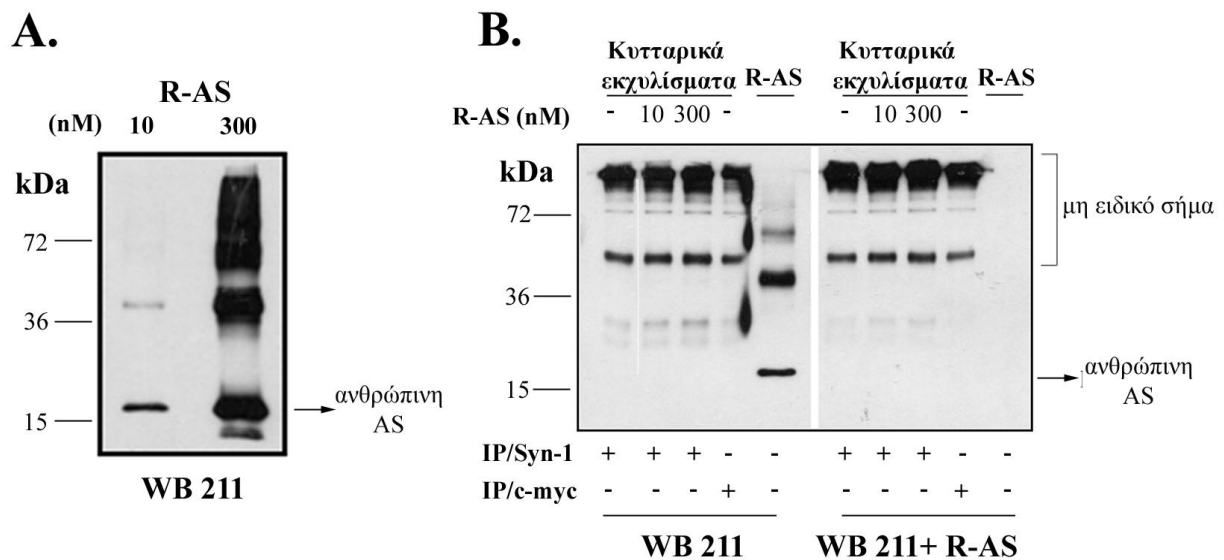 A.
R-AS
(nM) 10 300
kDa
72
36
15
ανθρώπινη
AS
WB 211
B.
Κυτταρικά
εκχυλίσματα R-AS
Κυτταρικά
εκχυλίσματα R-AS
R-AS (nM) - 10 300 - - 10 300 - -
kDa
72
36
15
μη ειδικό σήμα
ανθρώπινη
AS
IP/Syn-1 + + + - - + + + - -
IP/c-myc - - - + - - - - + -
WB 211 WB 211+ R-AS